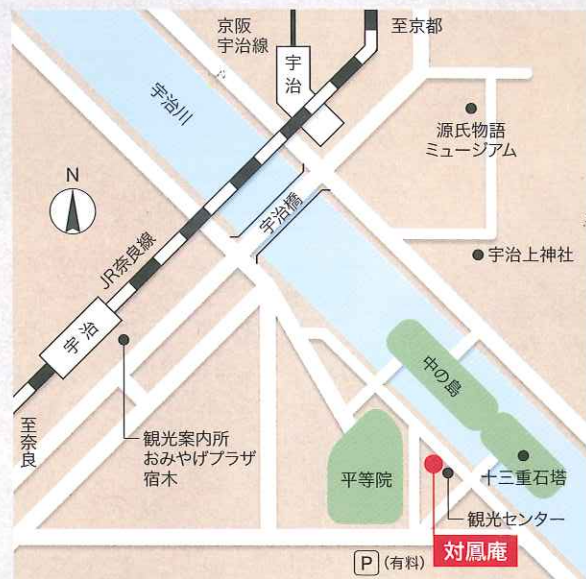 京阪
宇治線
至京都
宇治
宇治川
源氏物語
ミュージアム
N
宇治橋
JR奈良線
宇治上神社
宇治
中の島
至奈良
観光案内所
おみやげプラザ
宿木
平等院
十三重石塔
観光センター
対鳳庵
P(有料)